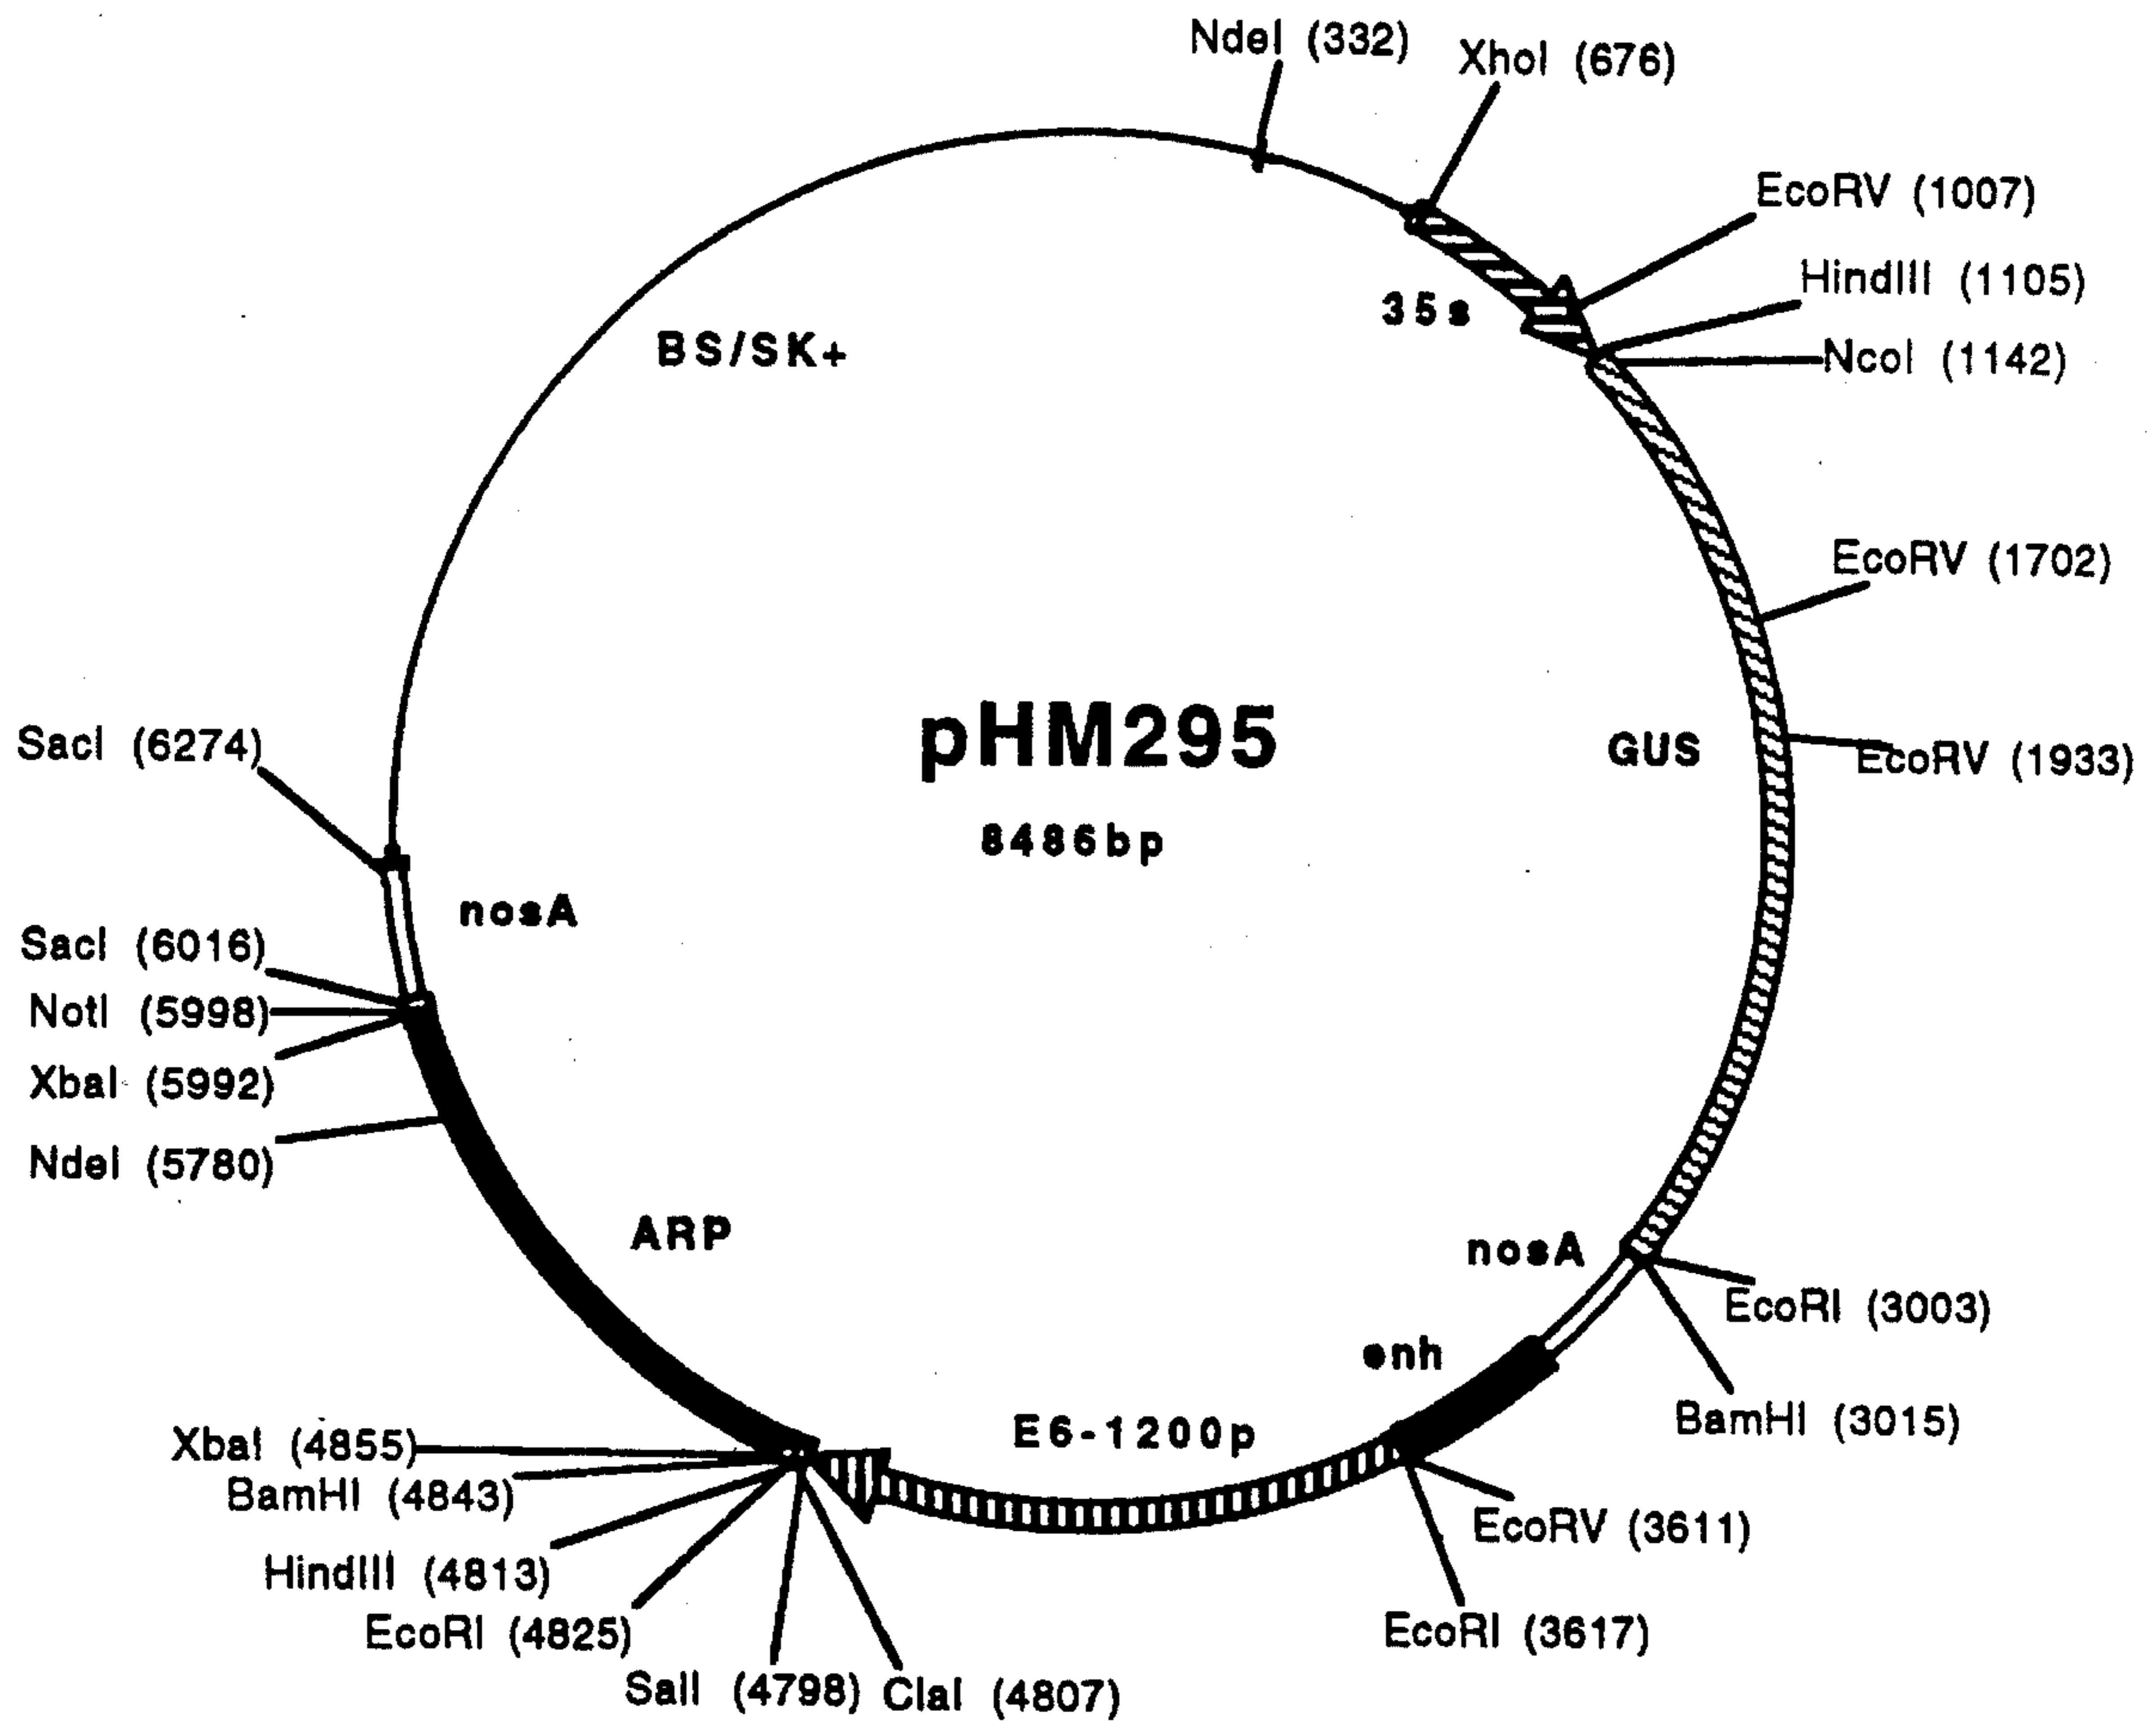 NdeI (332)
XhoI (676)
EcoRV (1007)
HindIII (1105)
35s
BS/SK+
NcoI (1142)
EcoRV (1702)
pHM295
SacI (6274)
GUS
EcoRV (1933)
8486bp
nosA
SacI (6016)
NotI (5998)
XbaI (5992)
NdeI (5780)
ARP
nosA
EcoRI (3003)
enh
BamHI (3015)
E6-1200p
XbaI (4855)
BamHI (4843)
EcoRV (3611)
HindIII (4813)
EcoRI (4825)
EcoRI (3617)
SalI (4798)
ClaI (4807)